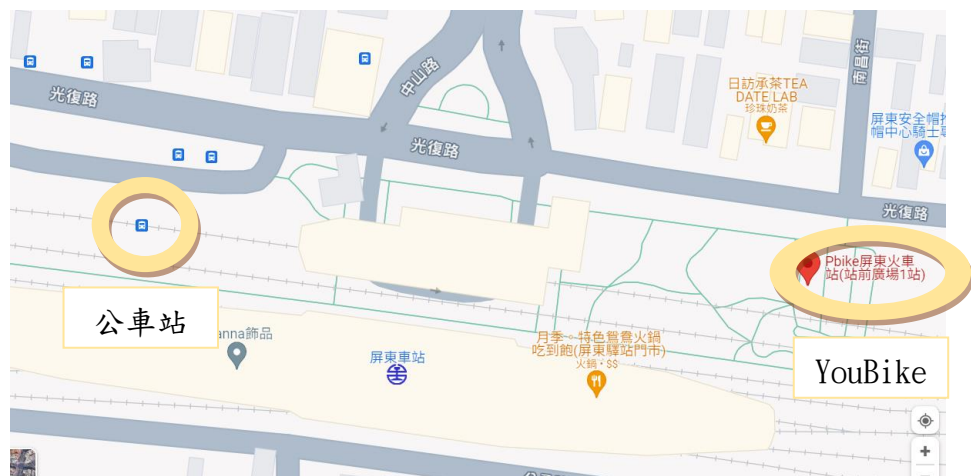 中山路
南昌街
日訪承茶TEA
DATE LAB
珍珠奶茶
光復路
屏東安全帽
帽中心騎士
光復路
光復路
Pbike屏東火車
站(站前廣場1站)
公車站
anna飾品
屏東車站
月季。特色鴛鴦火鍋
吃到飽(屏東驛站門市)
火鍋・$$
YouBike